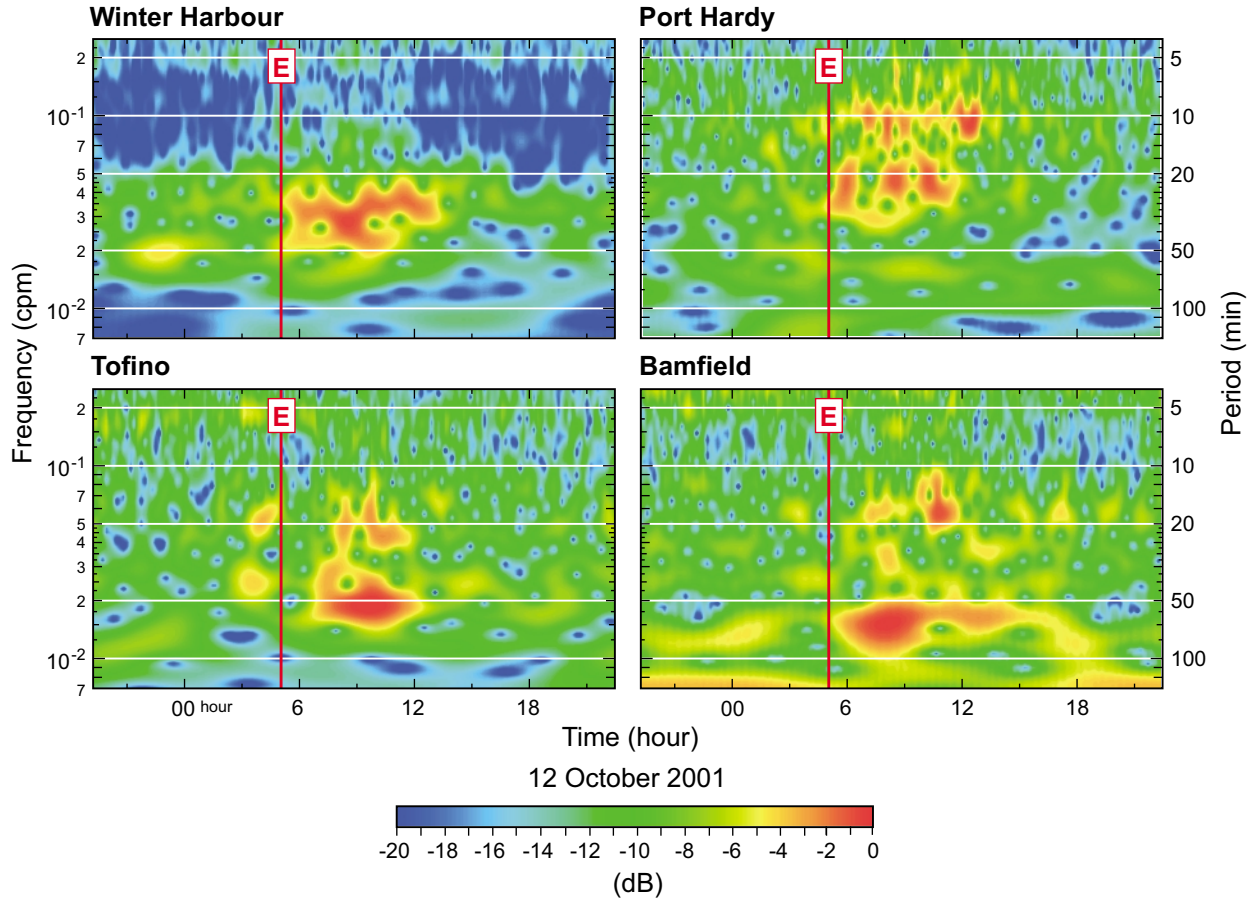 Winter Harbour
Port Hardy
2
E
E
5
10⁻¹
10
7
5
20
4
3
2
50
10⁻²
100
7
Tofino
Bamfield
2
E
E
5
10⁻¹
10
7
5
20
4
3
2
50
10⁻²
100
7
Frequency (cpm)
Period (min)
00 hour 6 12 18
00 6 12 18
Time (hour)
12 October 2001
-20 -18 -16 -14 -12 -10 -8 -6 -4 -2 0
(dB)